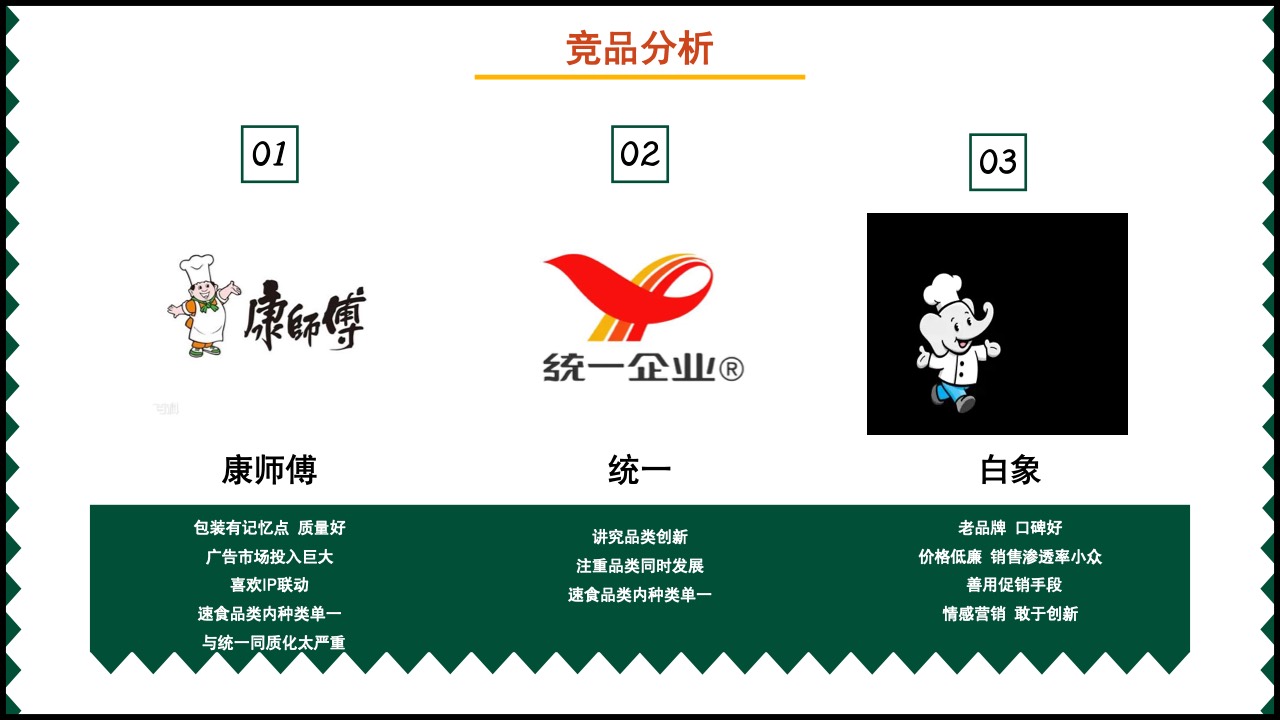 竞品分析
01
02
03
康師傅
统一企业®
康师傅
统一
白象
包装有记忆点 质量好
广告市场投入巨大
喜欢IP联动
速食品类内种类单一
与统一同质化太严重
讲究品类创新
注重品类同时发展
速食品类内种类单一
老品牌 口碑好
价格低廉 销售渗透率小众
善用促销手段
情感营销 敢于创新